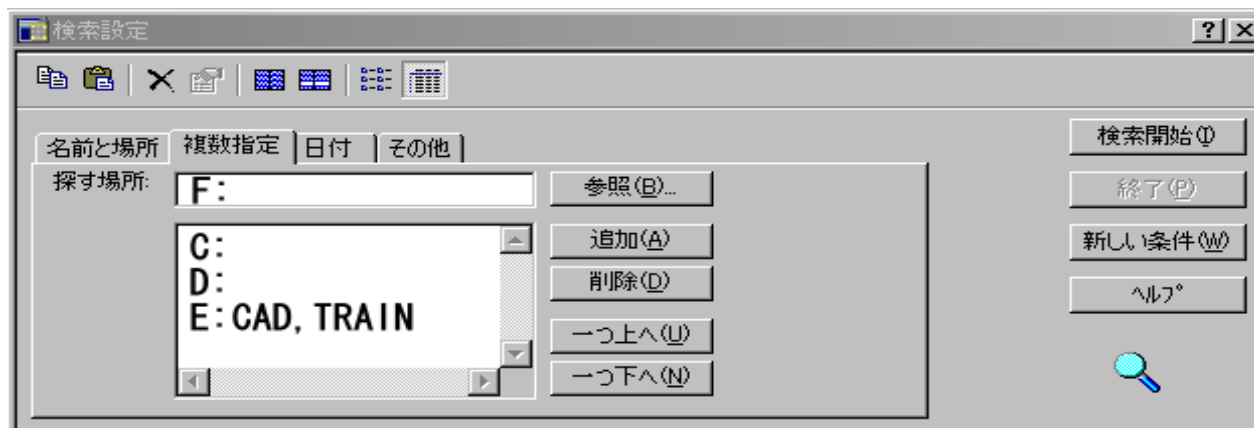 検索設定
名前と場所 複数指定 日付 その他
探す場所: F: 参照(B)...
C:
D:
E:CAD,TRAIN
追加(A)
削除(D)
一つ上へ(U)
一つ下へ(N)
検索開始(I)
終了(P)
新しい条件(W)
ヘルプ